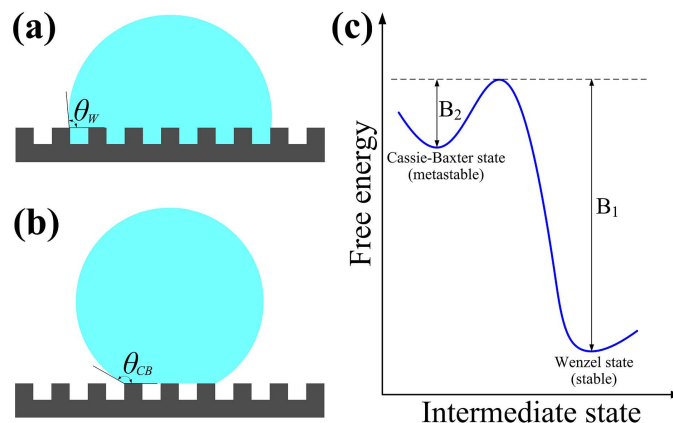 (a)
θW
(b)
θCB
(c)
Free energy
B2
Cassie-Baxter state
(metastable)
B1
Wenzel state
(stable)
Intermediate state